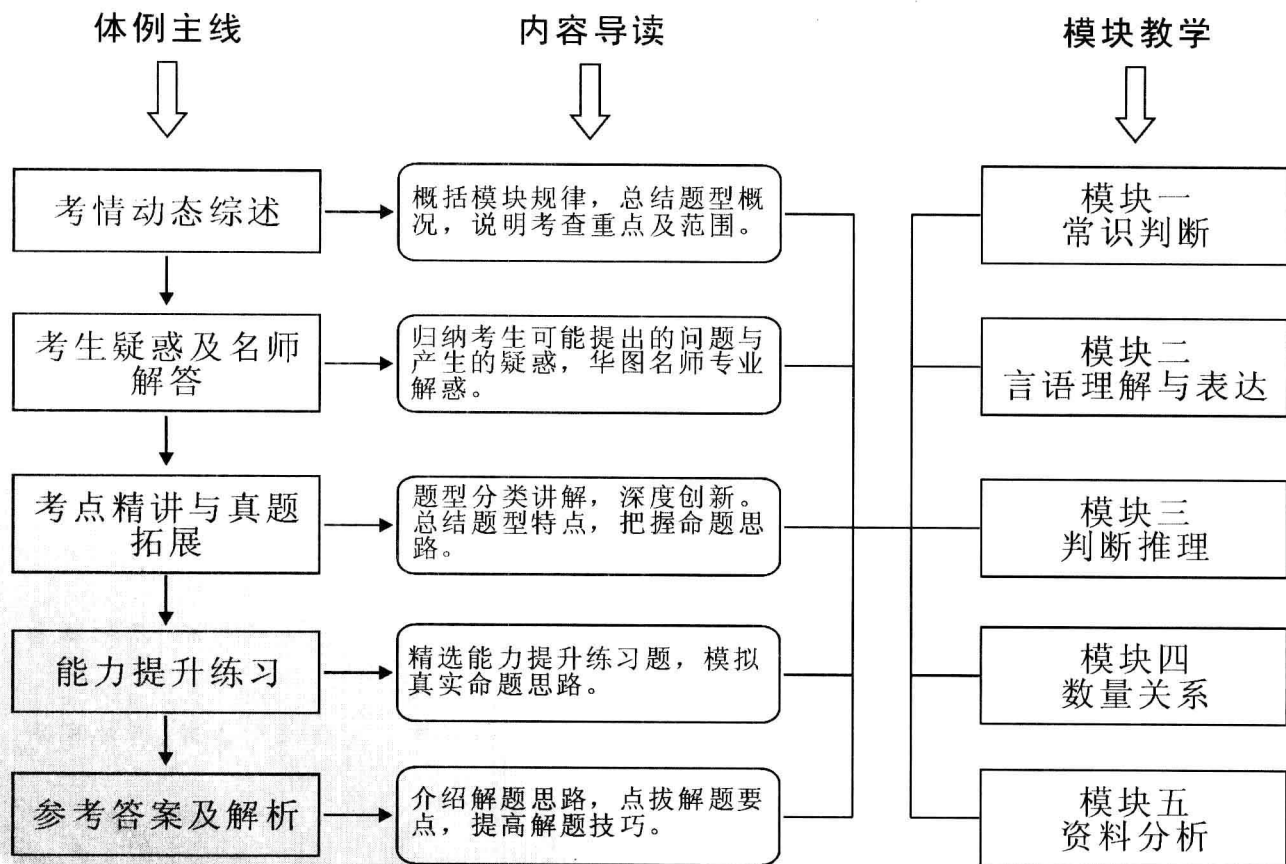 体例主线
内容导读
模块教学
考情动态综述
概括模块规律，总结题型概
况，说明考查重点及范围。
模块一
常识判断
考生疑惑及名师
解答
归纳考生可能提出的问题与
产生的疑惑，华图名师专业
解惑。
模块二
言语理解与表达
考点精讲与真题
拓展
题型分类讲解，深度创新。
总结题型特点，把握命题思
路。
模块三
判断推理
能力提升练习
精选能力提升练习题，模拟
真实命题思路。
模块四
数量关系
参考答案及解析
介绍解题思路，点拔解题要
点，提高解题技巧。
模块五
资料分析